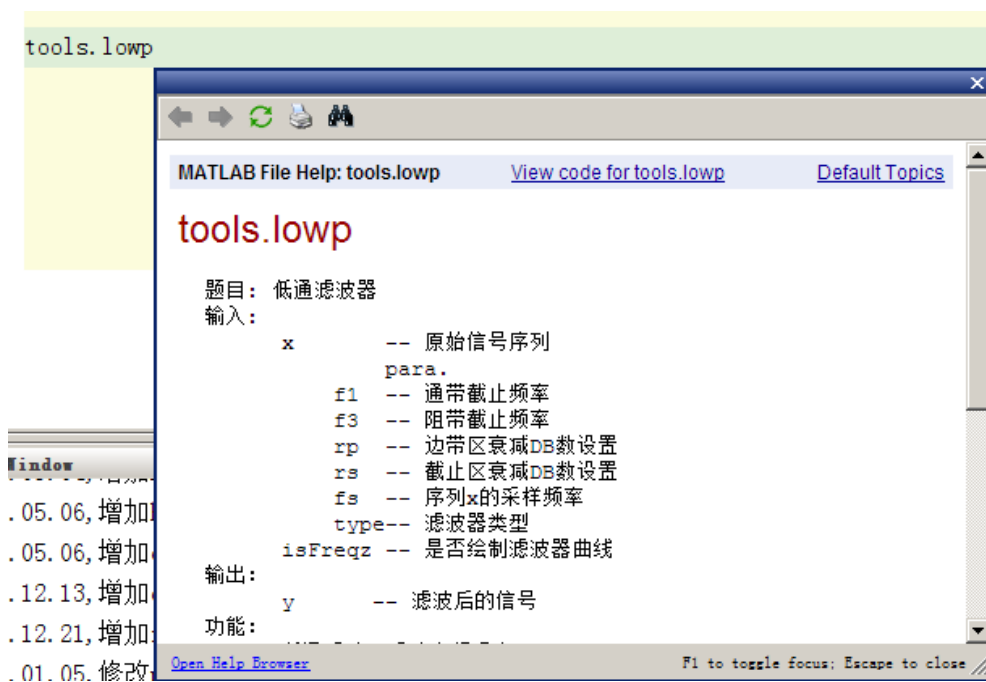 tools.lowp
MATLAB File Help: tools.lowp View code for tools.lowp Default Topics
tools.lowp
题目: 低通滤波器
输入:
x -- 原始信号序列
para.
f1 -- 通带截止频率
f3 -- 阻带截止频率
rp -- 边带区衰减DB数设置
rs -- 截止区衰减DB数设置
fs -- 序列x的采样频率
type-- 滤波器类型
isFreqz -- 是否绘制滤波器曲线
输出:
y -- 滤波后的信号
功能:
Open Help Browser F1 to toggle focus; Escape to close
Window
.05.06,增加
.05.06,增加
.12.13,增加
.12.21,增加
.01.05,修改